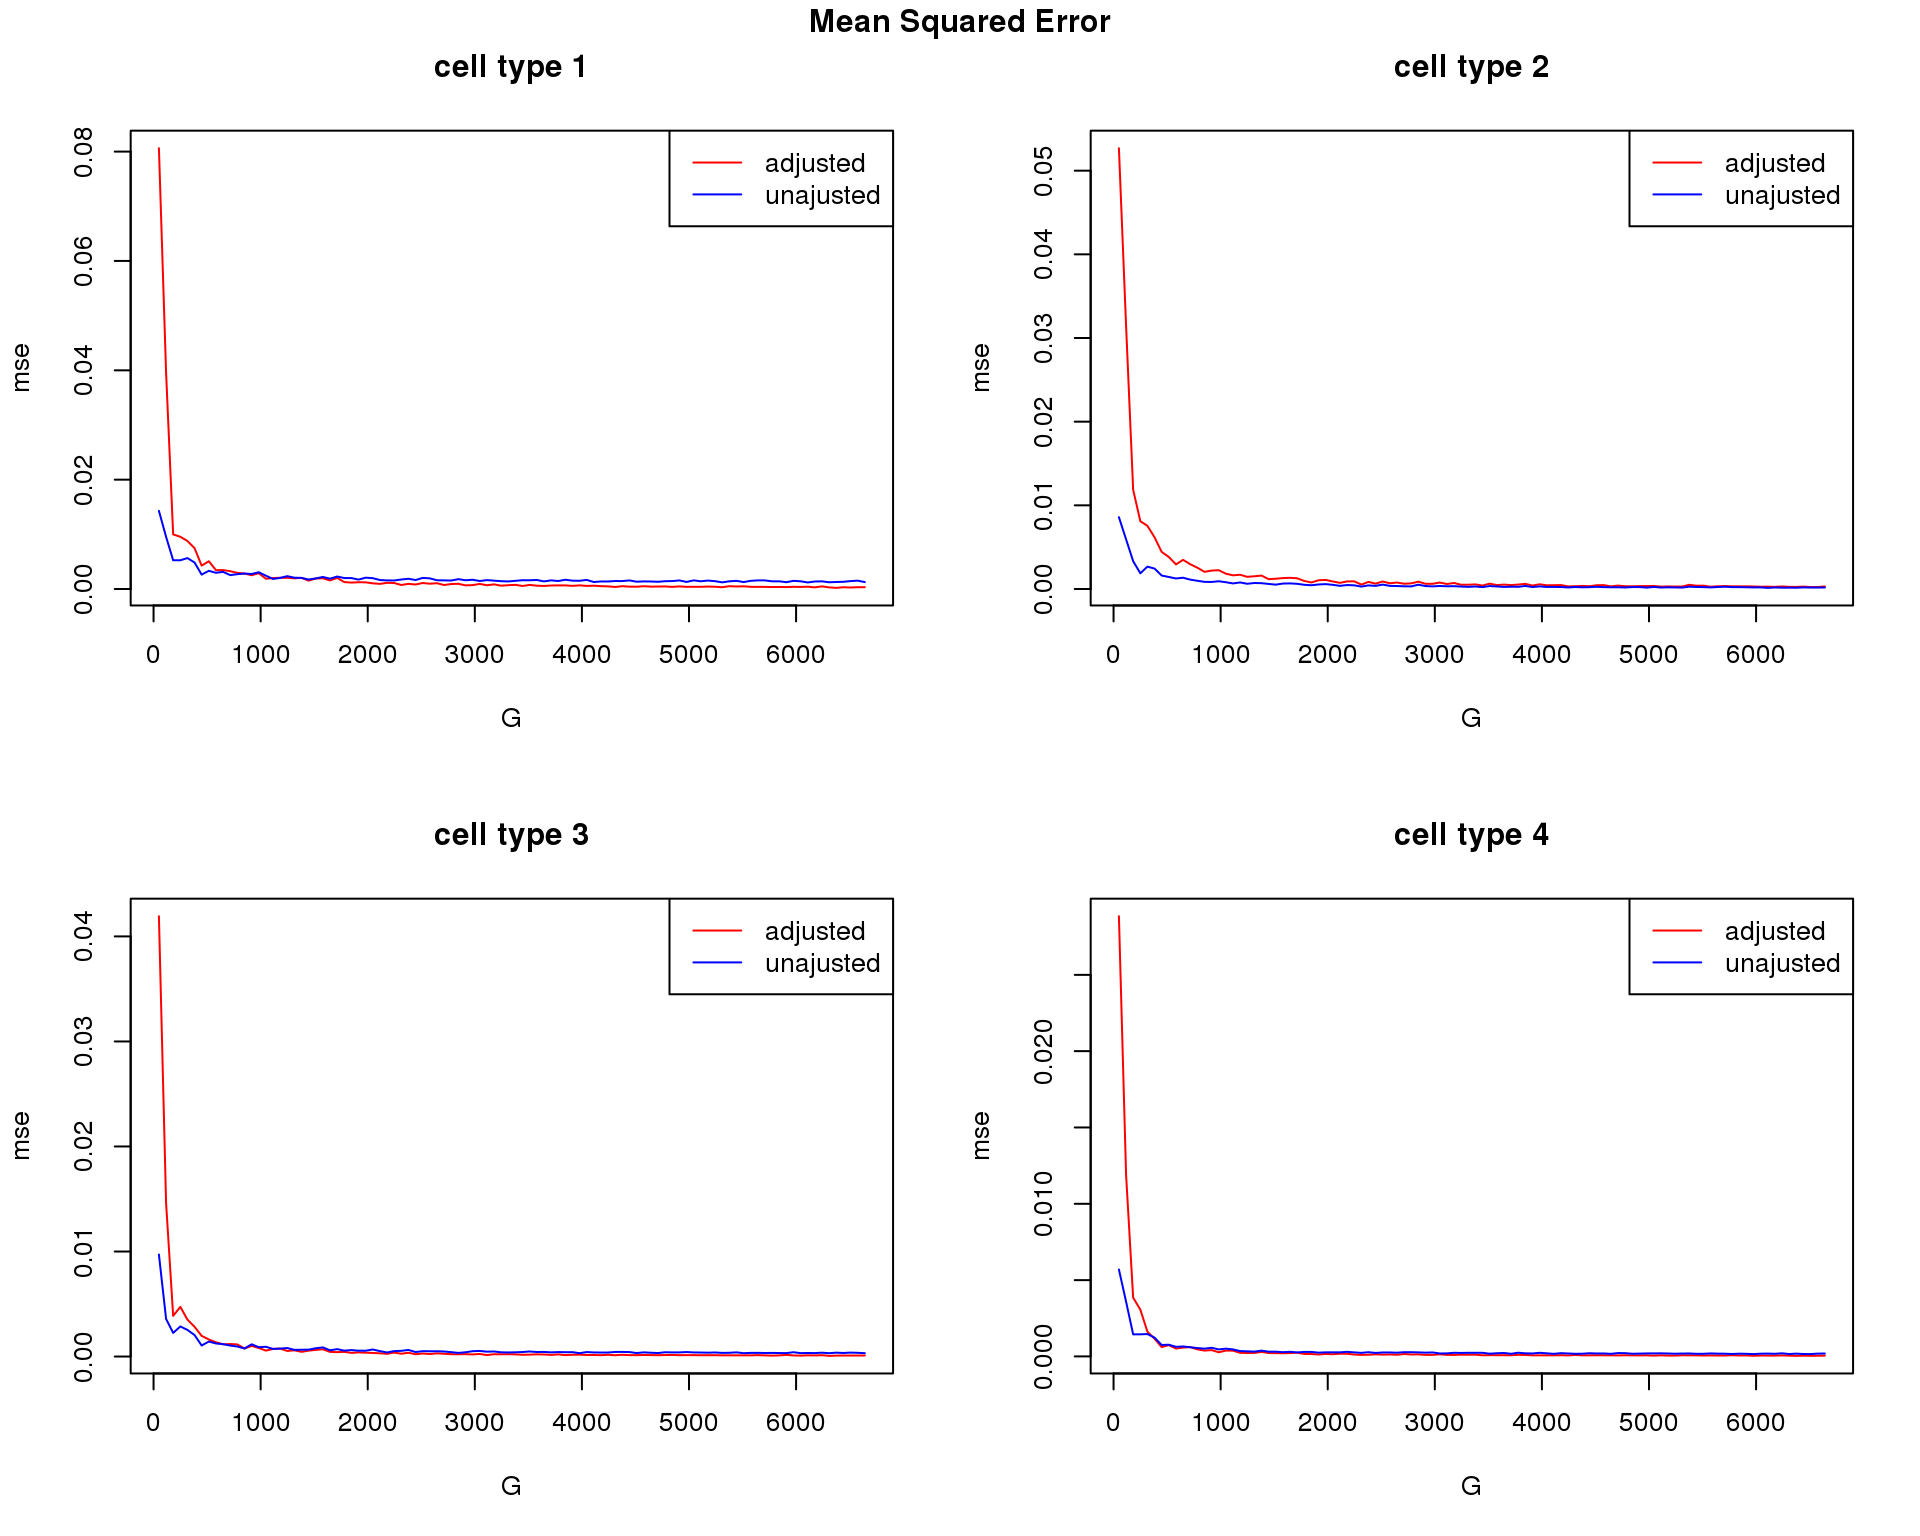 Mean Squared Error
cell type 1
0.00 0.02 0.04 0.06 0.08
mse
adjusted
unajusted
0 1000 2000 3000 4000 5000 6000
G
cell type 2
0.00 0.01 0.02 0.03 0.04 0.05
mse
adjusted
unajusted
0 1000 2000 3000 4000 5000 6000
G
cell type 3
0.00 0.01 0.02 0.03 0.04
mse
adjusted
unajusted
0 1000 2000 3000 4000 5000 6000
G
cell type 4
0.000 0.010 0.020
mse
adjusted
unajusted
0 1000 2000 3000 4000 5000 6000
G